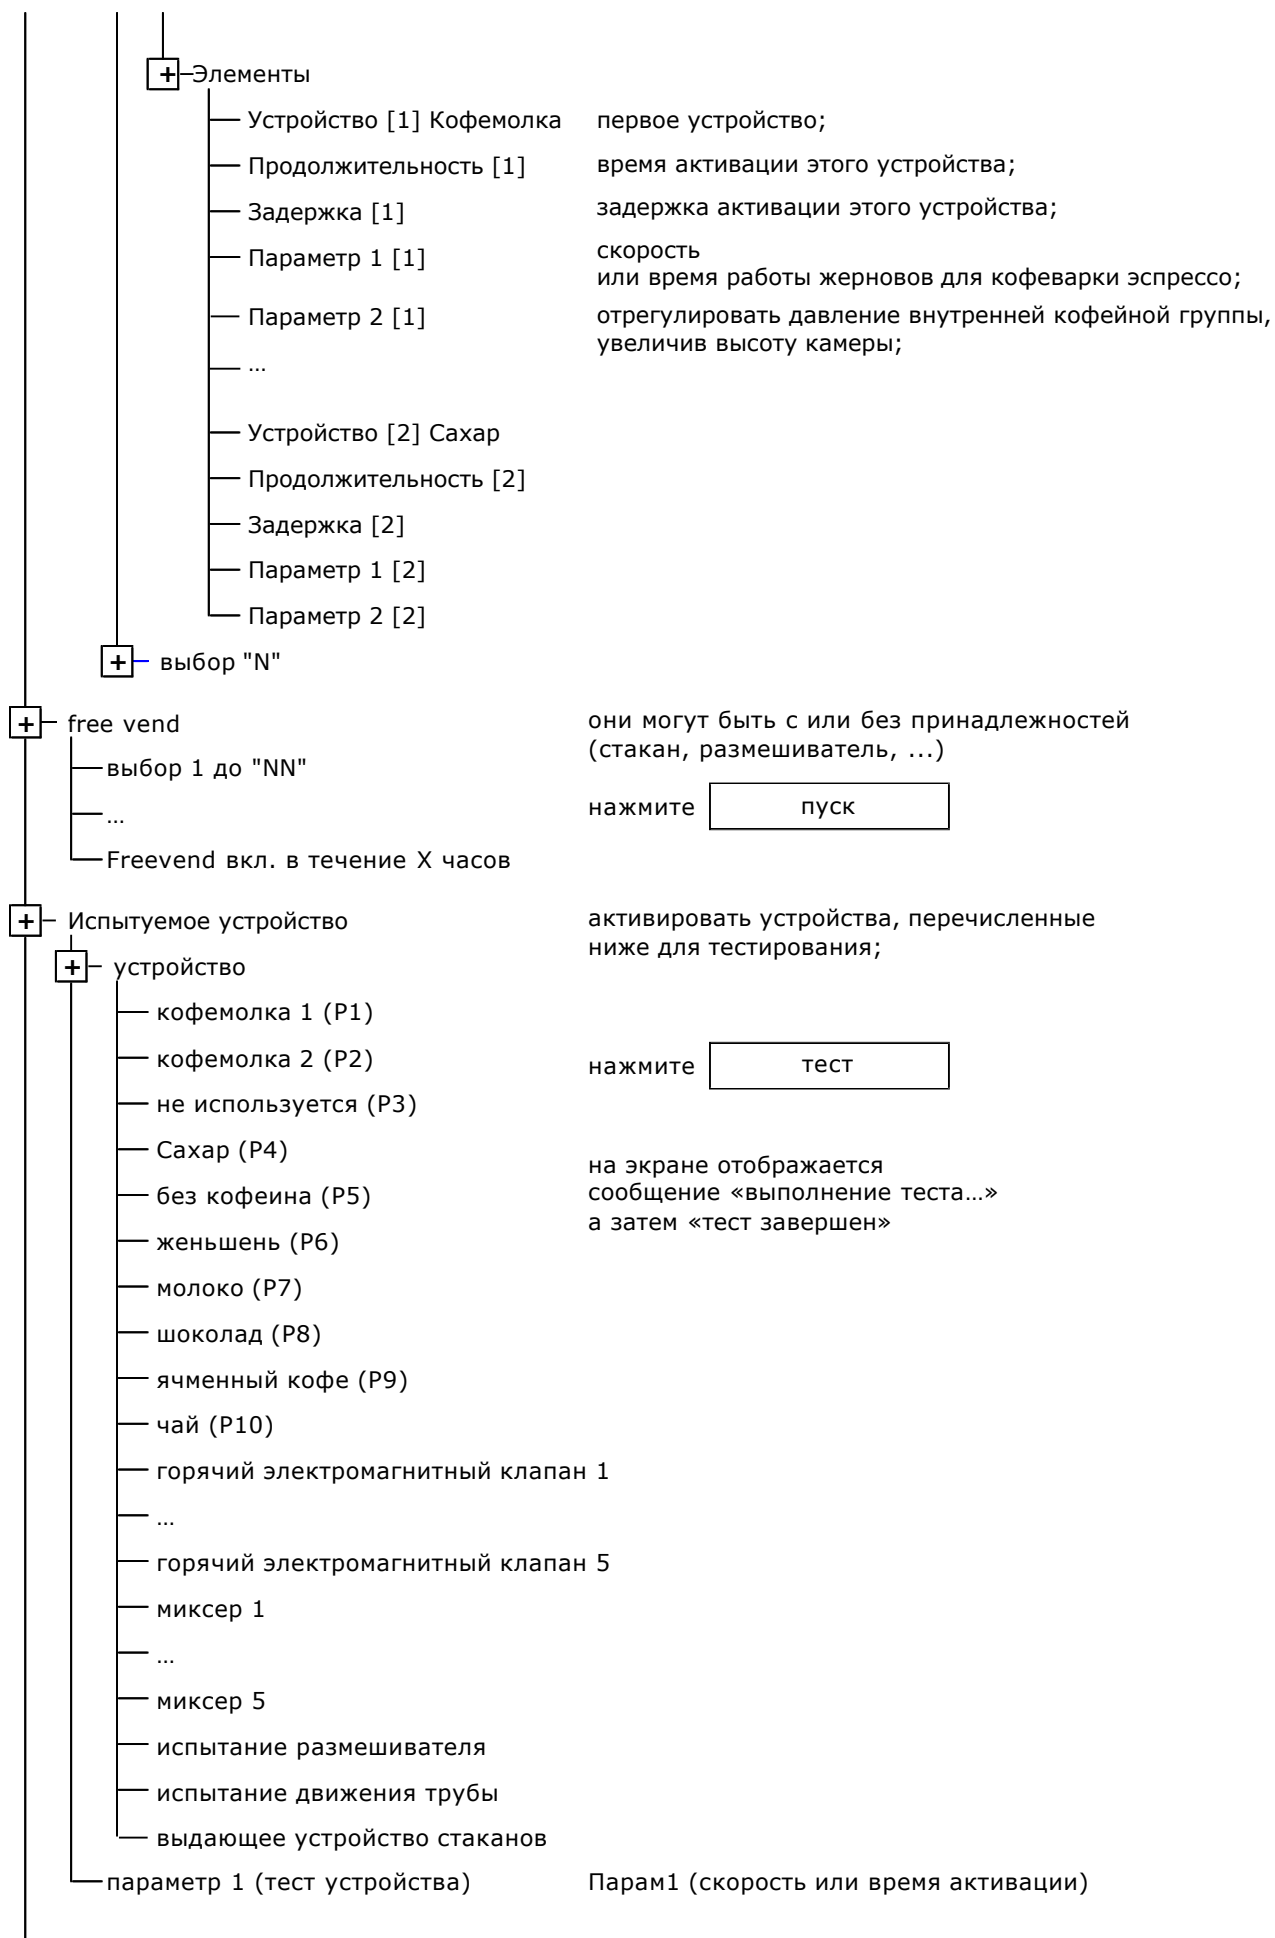 + Элементы
Устройство [1] Кофемолка первое устройство;
Продолжительность [1] время активации этого устройства;
Задержка [1] задержка активации этого устройства;
Параметр 1 [1] скорость
или время работы жерновов для кофеварки эспрессо;
Параметр 2 [1] отрегулировать давление внутренней кофейной группы,
увеличив высоту камеры;
...
Устройство [2] Сахар
Продолжительность [2]
Задержка [2]
Параметр 1 [2]
Параметр 2 [2]
+ выбор "N"
+ free vend они могут быть с или без принадлежностей
(стакан, размешиватель, ...)
выбор 1 до "NN"
... нажмите пуск
Freevend вкл. в течение X часов
+ Испытуемое устройство активировать устройства, перечисленные
ниже для тестирования;
+ устройство
кофемолка 1 (P1)
кофемолка 2 (P2) нажмите тест
не используется (P3)
Сахар (P4) на экране отображается
без кофеина (P5) сообщение «выполнение теста...»
а затем «тест завершен»
женьшень (P6)
молоко (P7)
шоколад (P8)
ячменный кофе (P9)
чай (P10)
горячий электромагнитный клапан 1
...
горячий электромагнитный клапан 5
миксер 1
...
миксер 5
испытание размешивателя
испытание движения трубы
выдающее устройство стаканов
параметр 1 (тест устройства) Парам1 (скорость или время активации)